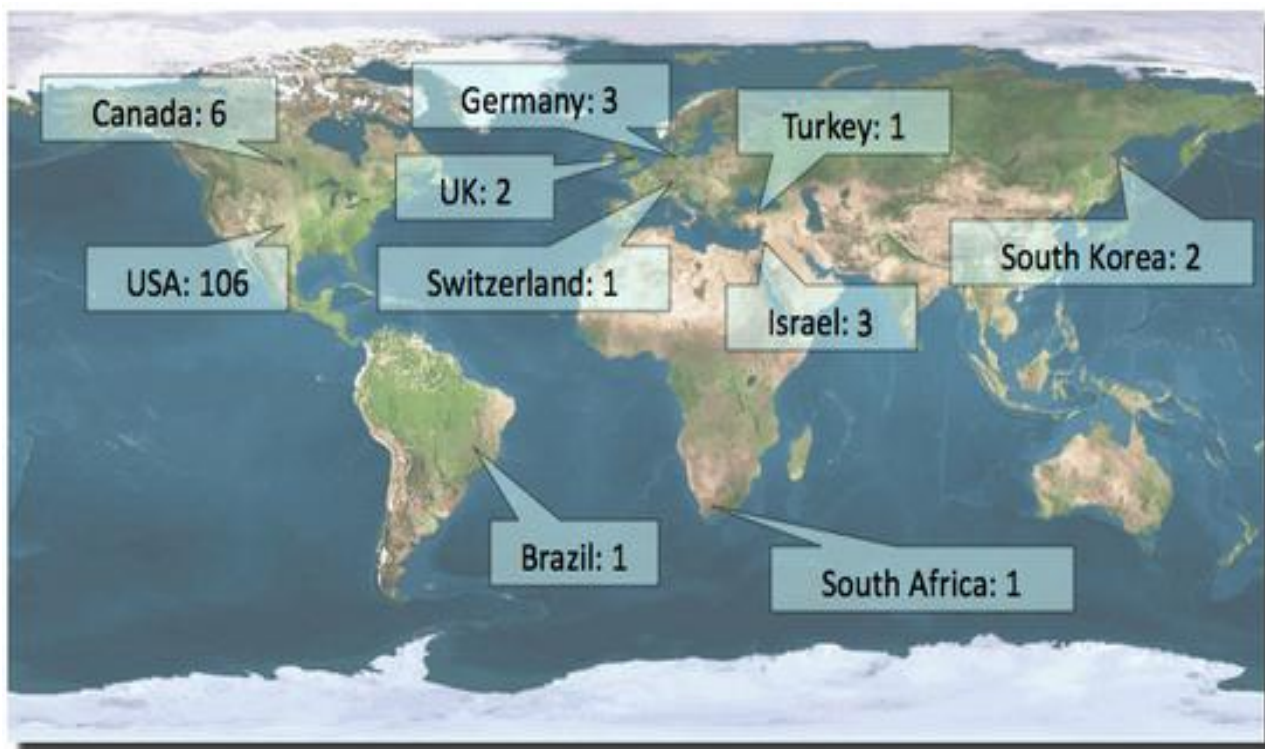 Canada: 6
Germany: 3
Turkey: 1
UK: 2
USA: 106
Switzerland: 1
South Korea: 2
Israel: 3
Brazil: 1
South Africa: 1